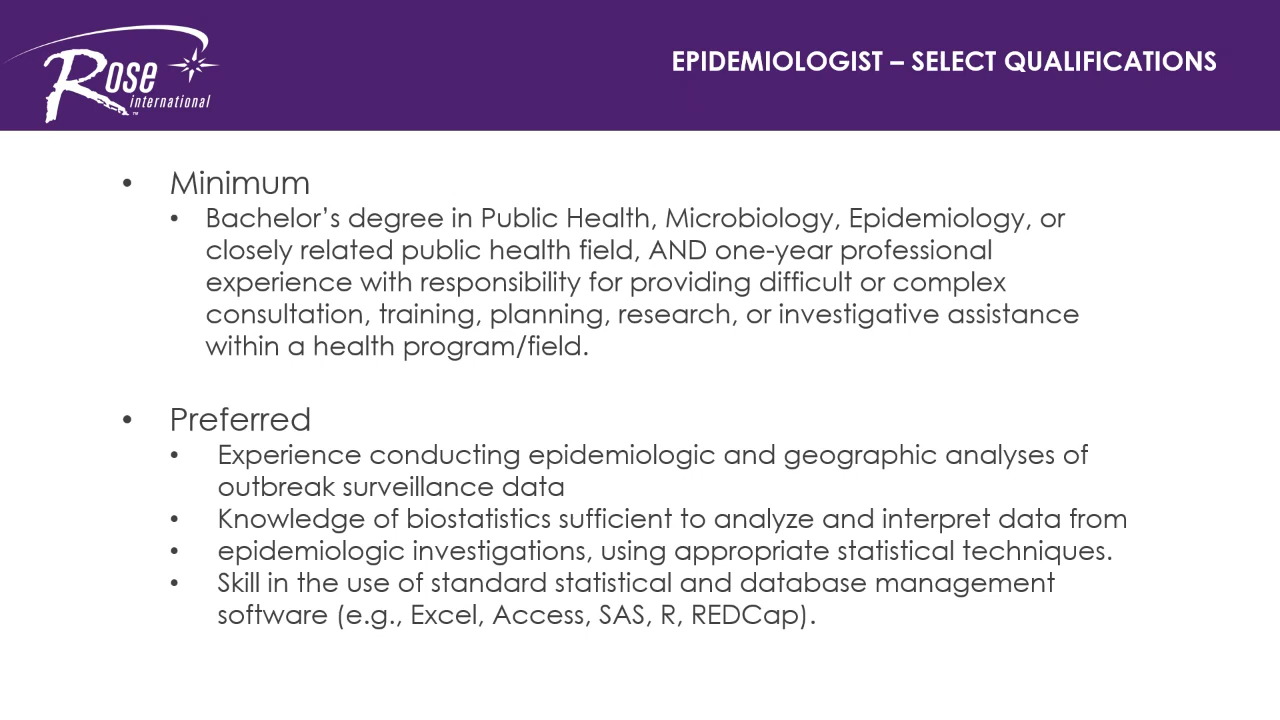 Rose
international
™
EPIDEMIOLOGIST – SELECT QUALIFICATIONS
• Minimum
• Bachelor’s degree in Public Health, Microbiology, Epidemiology, or
closely related public health field, AND one-year professional
experience with responsibility for providing difficult or complex
consultation, training, planning, research, or investigative assistance
within a health program/field.
• Preferred
• Experience conducting epidemiologic and geographic analyses of
outbreak surveillance data
• Knowledge of biostatistics sufficient to analyze and interpret data from
• epidemiologic investigations, using appropriate statistical techniques.
• Skill in the use of standard statistical and database management
software (e.g., Excel, Access, SAS, R, REDCap).